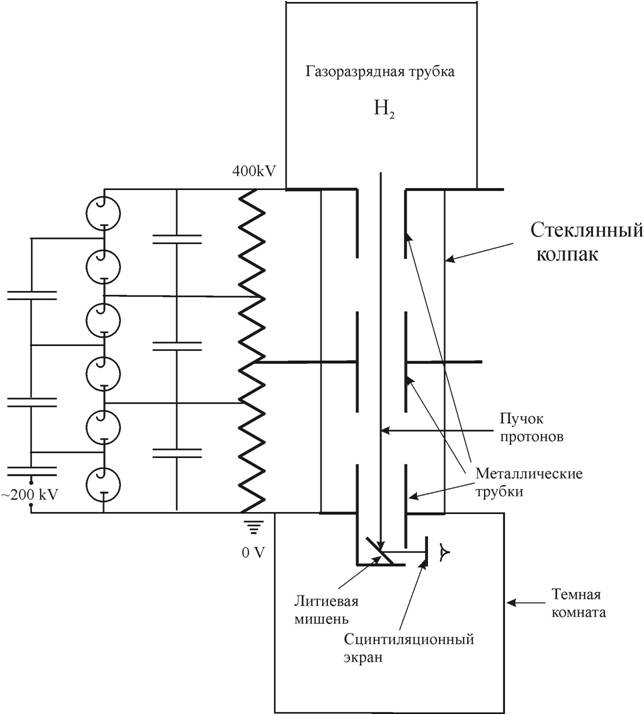 Газоразрядная трубка
H2
400kV
Стеклянный
колпак
Пучок
протонов
Металлические
трубки
~200 kV
0 V
Литиевая
мишень
Сцинтиляционный
экран
Темная
комната